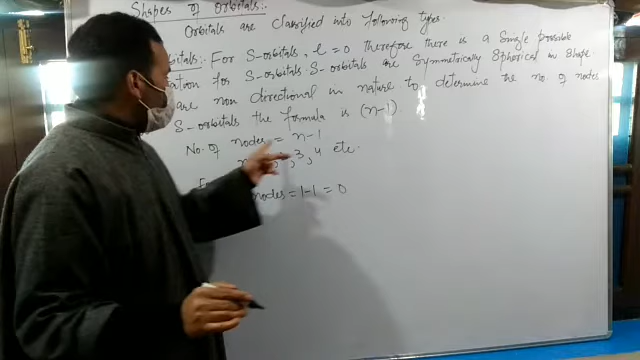 Shapes of Orbitals:-
Orbitals are classified into following types.
bitals:- For S-orbitals, l = 0 therefore there is a Single possible
ation for S-orbitals S-orbitals are Symmetrically Spherical in Shape.
are non directional in nature to determine the no. of nodes
S-orbitals the formula is (n-1)
No. of nodes = n-1
, 3, 4 etc.
nodes = 1-1 = 0